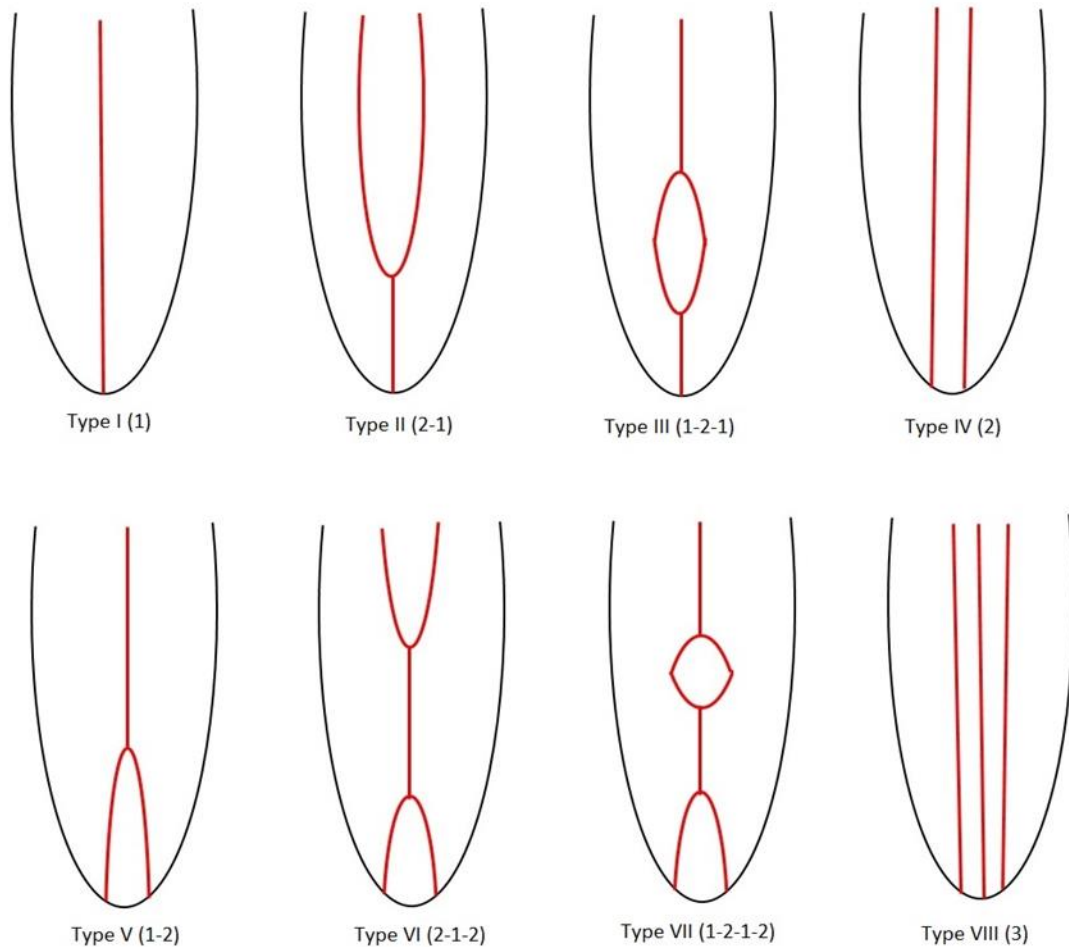 Type I (1)
Type II (2-1)
Type III (1-2-1)
Type IV (2)
Type V (1-2)
Type VI (2-1-2)
Type VII (1-2-1-2)
Type VIII (3)